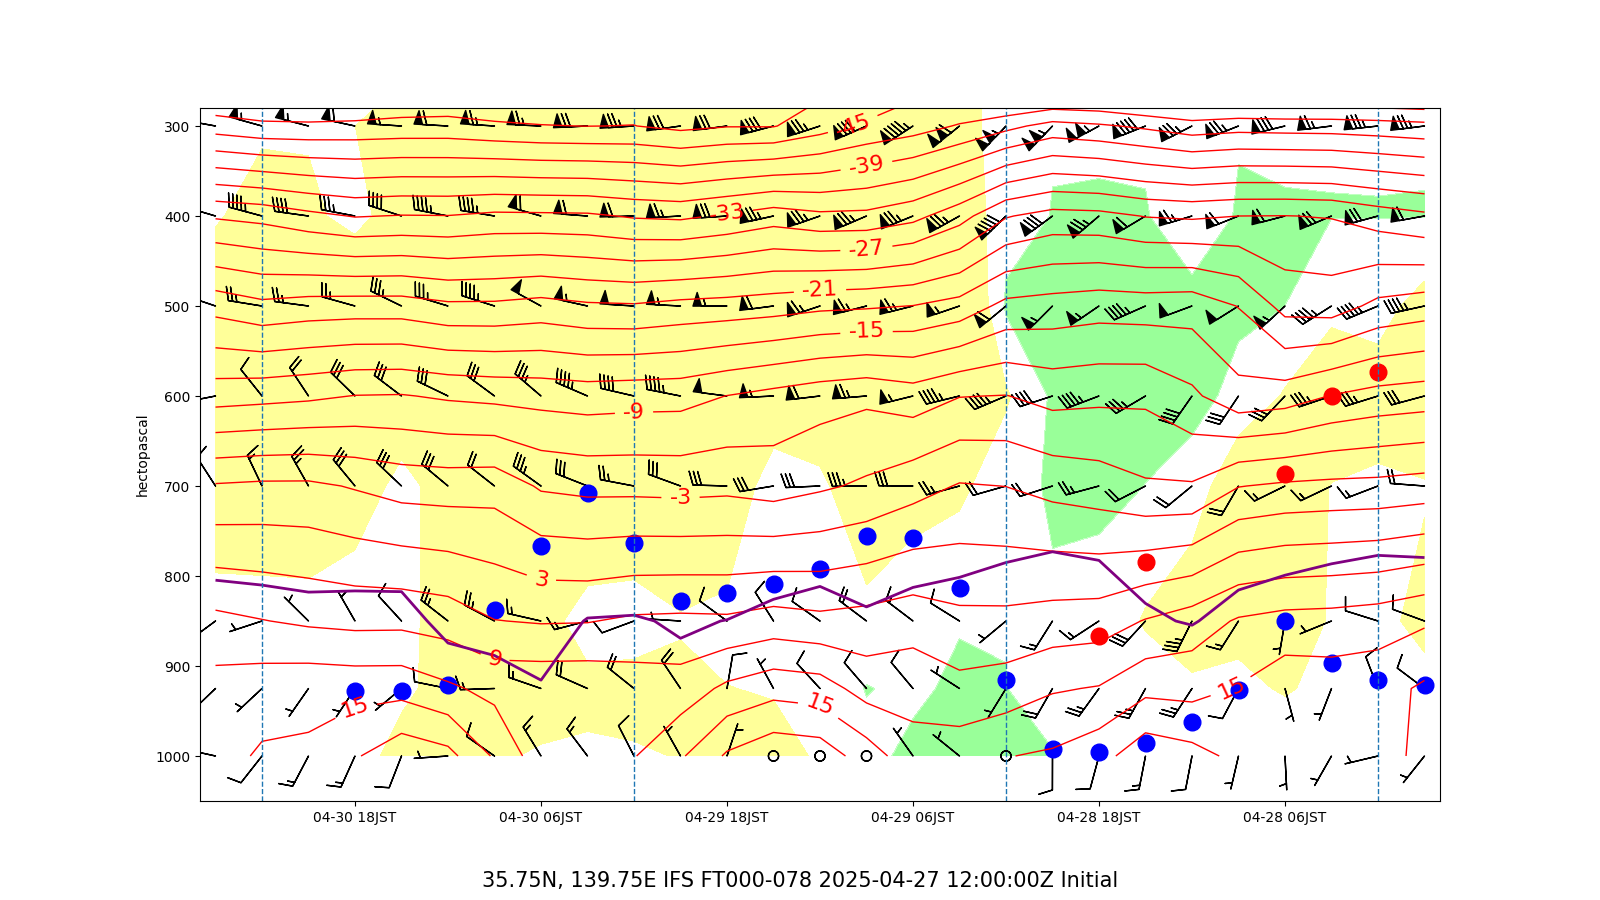 300
400
500
600
700
800
900
1000
hectopascal
-45
-39
-33
-27
-21
-15
-9
-3
3
9
15
15
15
04-30 18JST
04-30 06JST
04-29 18JST
04-29 06JST
04-28 18JST
04-28 06JST
35.75N, 139.75E IFS FT000-078 2025-04-27 12:00:00Z Initial